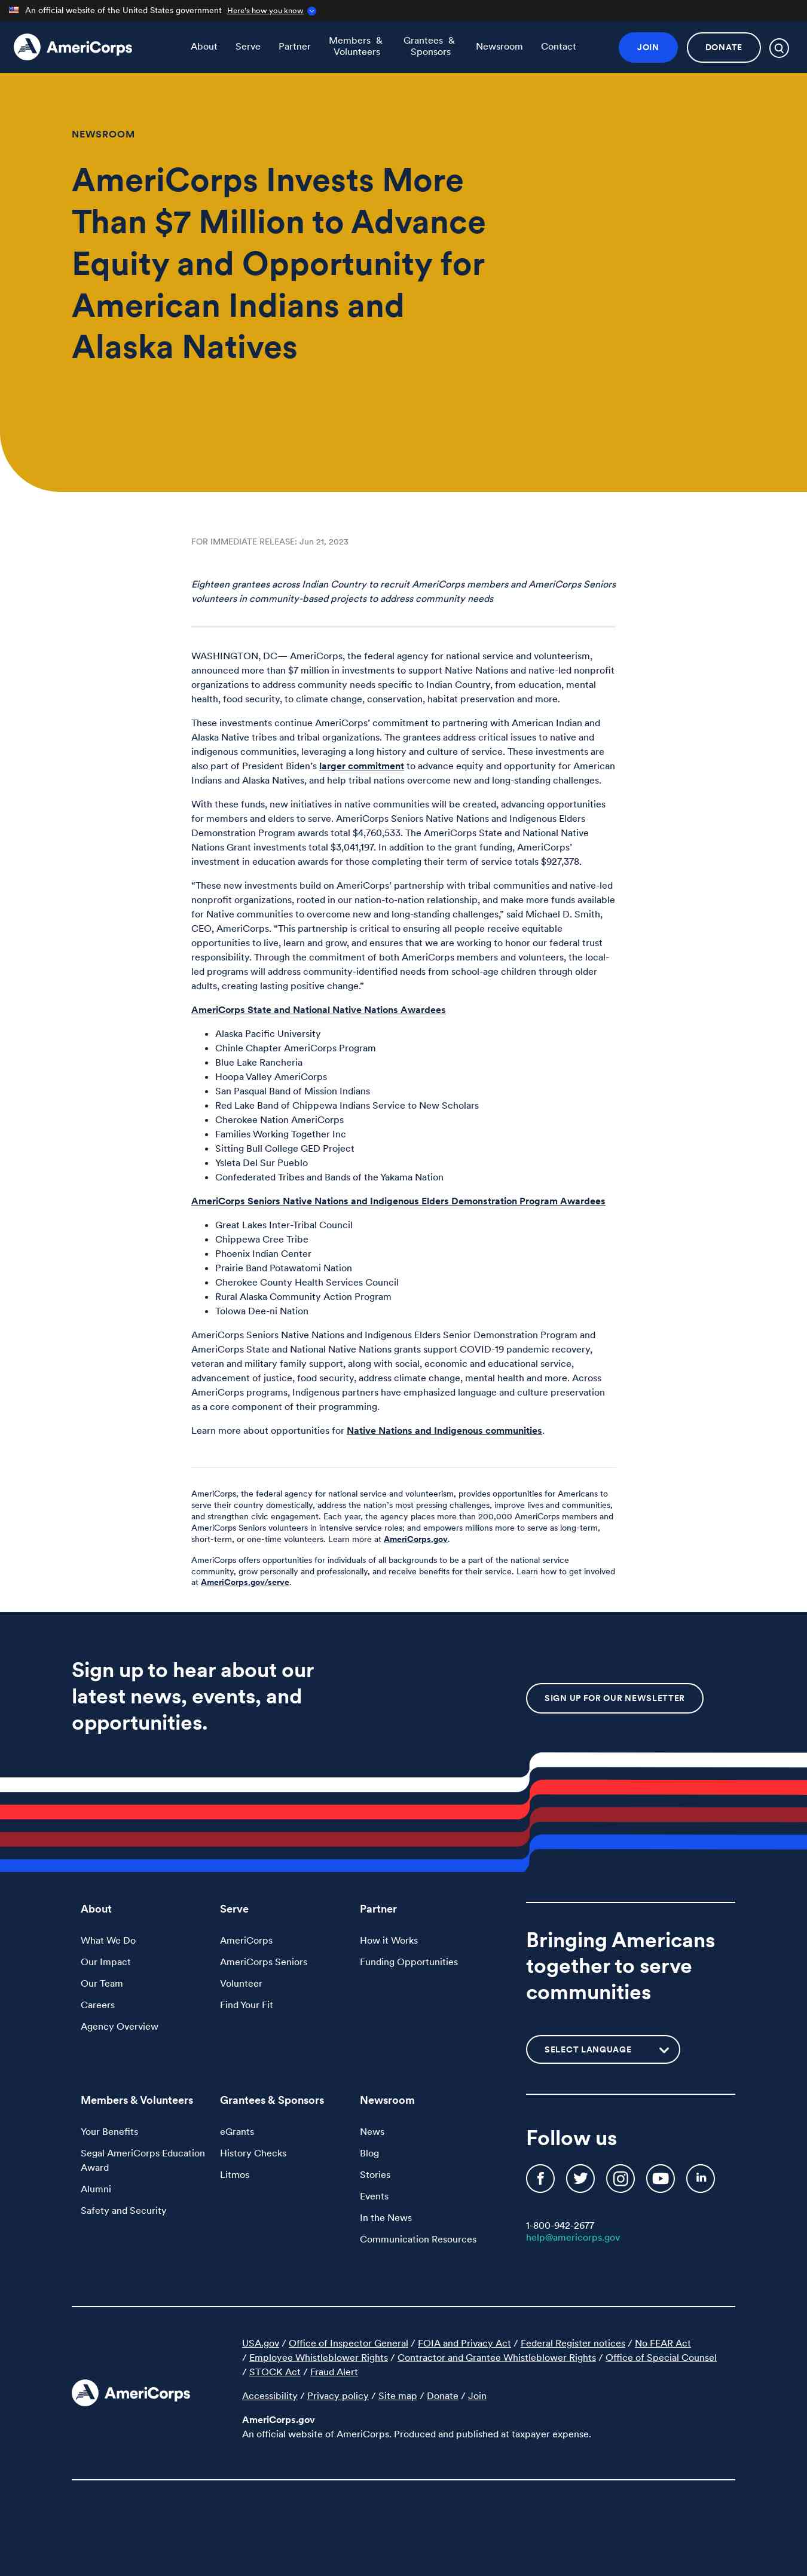 An official website of the United States government Here's how you know
AmeriCorps
About Serve Partner Members & Volunteers Grantees & Sponsors Newsroom Contact JOIN DONATE
NEWSROOM
AmeriCorps Invests More
Than $7 Million to Advance
Equity and Opportunity for
American Indians and
Alaska Natives
FOR IMMEDIATE RELEASE: Jun 21, 2023
Eighteen grantees across Indian Country to recruit AmeriCorps members and AmeriCorps Seniors
volunteers in community-based projects to address community needs
WASHINGTON, DC— AmeriCorps, the federal agency for national service and volunteerism,
announced more than $7 million in investments to support Native Nations and native-led nonprofit
organizations to address community needs specific to Indian Country, from education, mental
health, food security, to climate change, conservation, habitat preservation and more.
These investments continue AmeriCorps' commitment to partnering with American Indian and
Alaska Native tribes and tribal organizations. The grantees address critical issues to native and
indigenous communities, leveraging a long history and culture of service. These investments are
also part of President Biden's larger commitment to advance equity and opportunity for American
Indians and Alaska Natives, and help tribal nations overcome new and long-standing challenges.
With these funds, new initiatives in native communities will be created, advancing opportunities
for members and elders to serve. AmeriCorps Seniors Native Nations and Indigenous Elders
Demonstration Program awards total $4,760,533. The AmeriCorps State and National Native
Nations Grant investments total $3,041,197. In addition to the grant funding, AmeriCorps'
investment in education awards for those completing their term of service totals $927,378.
"These new investments build on AmeriCorps' partnership with tribal communities and native-led
nonprofit organizations, rooted in our nation-to-nation relationship, and make more funds available
for Native communities to overcome new and long-standing challenges," said Michael D. Smith,
CEO, AmeriCorps. "This partnership is critical to ensuring all people receive equitable
opportunities to live, learn and grow, and ensures that we are working to honor our federal trust
responsibility. Through the commitment of both AmeriCorps members and volunteers, the local-
led programs will address community-identified needs from school-age children through older
adults, creating lasting positive change."
AmeriCorps State and National Native Nations Awardees
• Alaska Pacific University
• Chinle Chapter AmeriCorps Program
• Blue Lake Rancheria
• Hoopa Valley AmeriCorps
• San Pasqual Band of Mission Indians
• Red Lake Band of Chippewa Indians Service to New Scholars
• Cherokee Nation AmeriCorps
• Families Working Together Inc
• Sitting Bull College GED Project
• Ysleta Del Sur Pueblo
• Confederated Tribes and Bands of the Yakama Nation
AmeriCorps Seniors Native Nations and Indigenous Elders Demonstration Program Awardees
• Great Lakes Inter-Tribal Council
• Chippewa Cree Tribe
• Phoenix Indian Center
• Prairie Band Potawatomi Nation
• Cherokee County Health Services Council
• Rural Alaska Community Action Program
• Tolowa Dee-ni Nation
AmeriCorps Seniors Native Nations and Indigenous Elders Senior Demonstration Program and
AmeriCorps State and National Native Nations grants support COVID-19 pandemic recovery,
veteran and military family support, along with social, economic and educational service,
advancement of justice, food security, address climate change, mental health and more. Across
AmeriCorps programs, Indigenous partners have emphasized language and culture preservation
as a core component of their programming.
Learn more about opportunities for Native Nations and Indigenous communities.
AmeriCorps, the federal agency for national service and volunteerism, provides opportunities for Americans to
serve their country domestically, address the nation's most pressing challenges, improve lives and communities,
and strengthen civic engagement. Each year, the agency places more than 200,000 AmeriCorps members and
AmeriCorps Seniors volunteers in intensive service roles; and empowers millions more to serve as long-term,
short-term, or one-time volunteers. Learn more at AmeriCorps.gov.
AmeriCorps offers opportunities for individuals of all backgrounds to be a part of the national service
community, grow personally and professionally, and receive benefits for their service. Learn how to get involved
at AmeriCorps.gov/serve.
Sign up to hear about our
latest news, events, and
opportunities.
SIGN UP FOR OUR NEWSLETTER
About
What We Do
Our Impact
Our Team
Careers
Agency Overview
Serve
AmeriCorps
AmeriCorps Seniors
Volunteer
Find Your Fit
Partner
How it Works
Funding Opportunities
Bringing Americans
together to serve
communities
SELECT LANGUAGE
Members & Volunteers
Your Benefits
Segal AmeriCorps Education
Award
Alumni
Safety and Security
Grantees & Sponsors
eGrants
History Checks
Litmos
Newsroom
News
Blog
Stories
Events
In the News
Communication Resources
Follow us
1-800-942-2677
help@americorps.gov
AmeriCorps
USA.gov / Office of Inspector General / FOIA and Privacy Act / Federal Register notices / No FEAR Act
/ Employee Whistleblower Rights / Contractor and Grantee Whistleblower Rights / Office of Special Counsel
/ STOCK Act / Fraud Alert
Accessibility / Privacy policy / Site map / Donate / Join
AmeriCorps.gov
An official website of AmeriCorps. Produced and published at taxpayer expense.